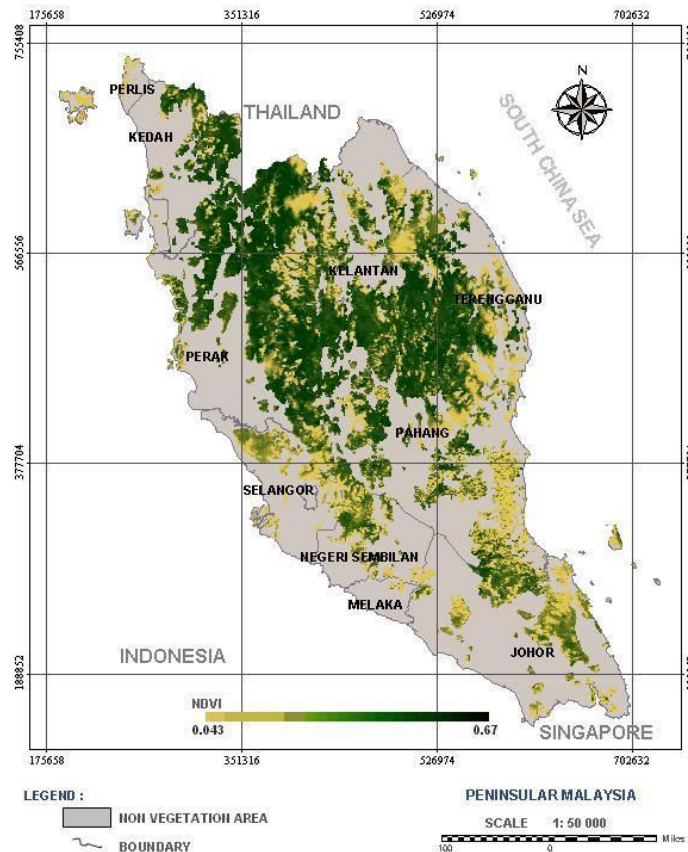 175658 351316 526974 702632
755408
N
PERLIS
THAILAND
KEDAH
SOUTH CHINA SEA
566556
KELANTAN
TERENGGANU
PERAK
PAHANG
377704
SELANGOR
NEGERI SEMBILAN
MELAKA
INDONESIA
JOHOR
188852
NDVI
0.043 0.67
SINGAPORE
175658 351316 526974 702632
LEGEND :
NON VEGETATION AREA
BOUNDARY
PENINSULAR MALAYSIA
SCALE 1: 50 000
Miles
100 0